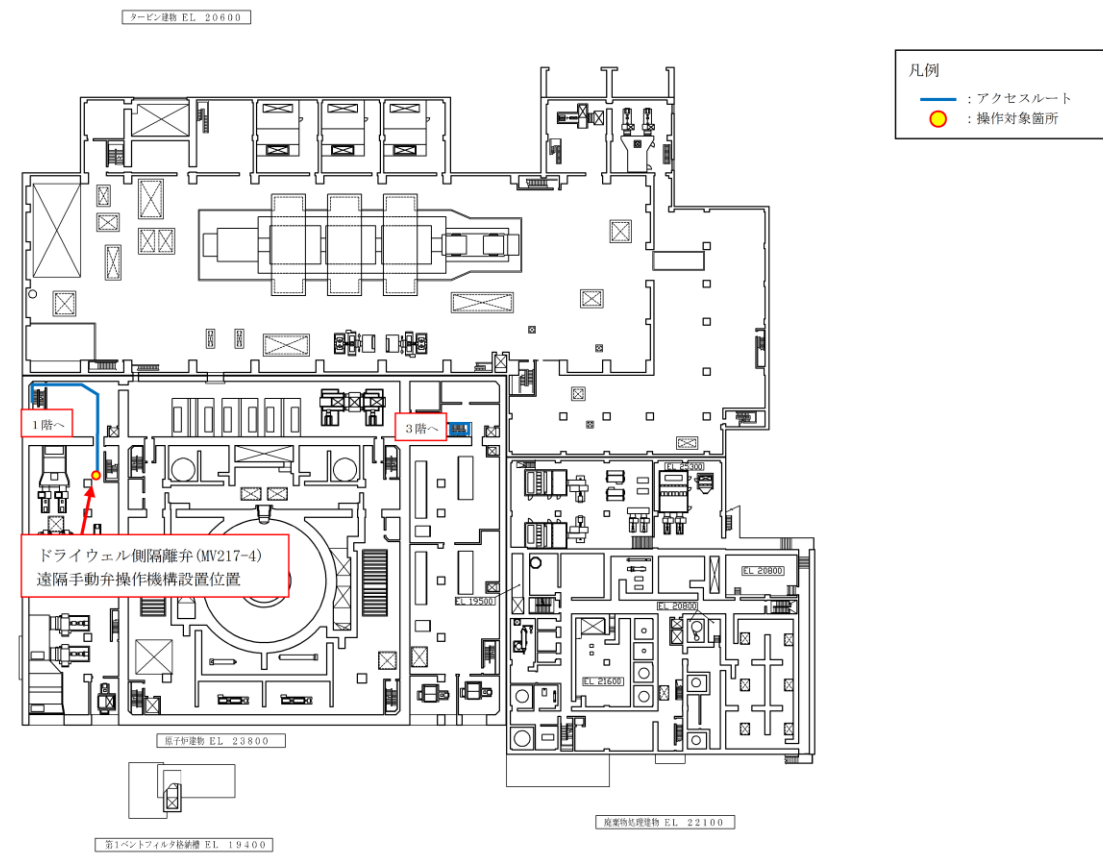 タービン建物 EL 20600
凡例
：アクセスルート
：操作対象箇所
1階へ
3階へ
EL 25300
ドライウェル側隔離弁(MV217-4)
遠隔手動弁操作機構設置位置
EL 19500
EL 20800
EL 20800
EL 21600
原子炉建物 EL 23800
廃棄物処理建物 EL 22100
第1ベントフィルタ格納槽 EL 19400